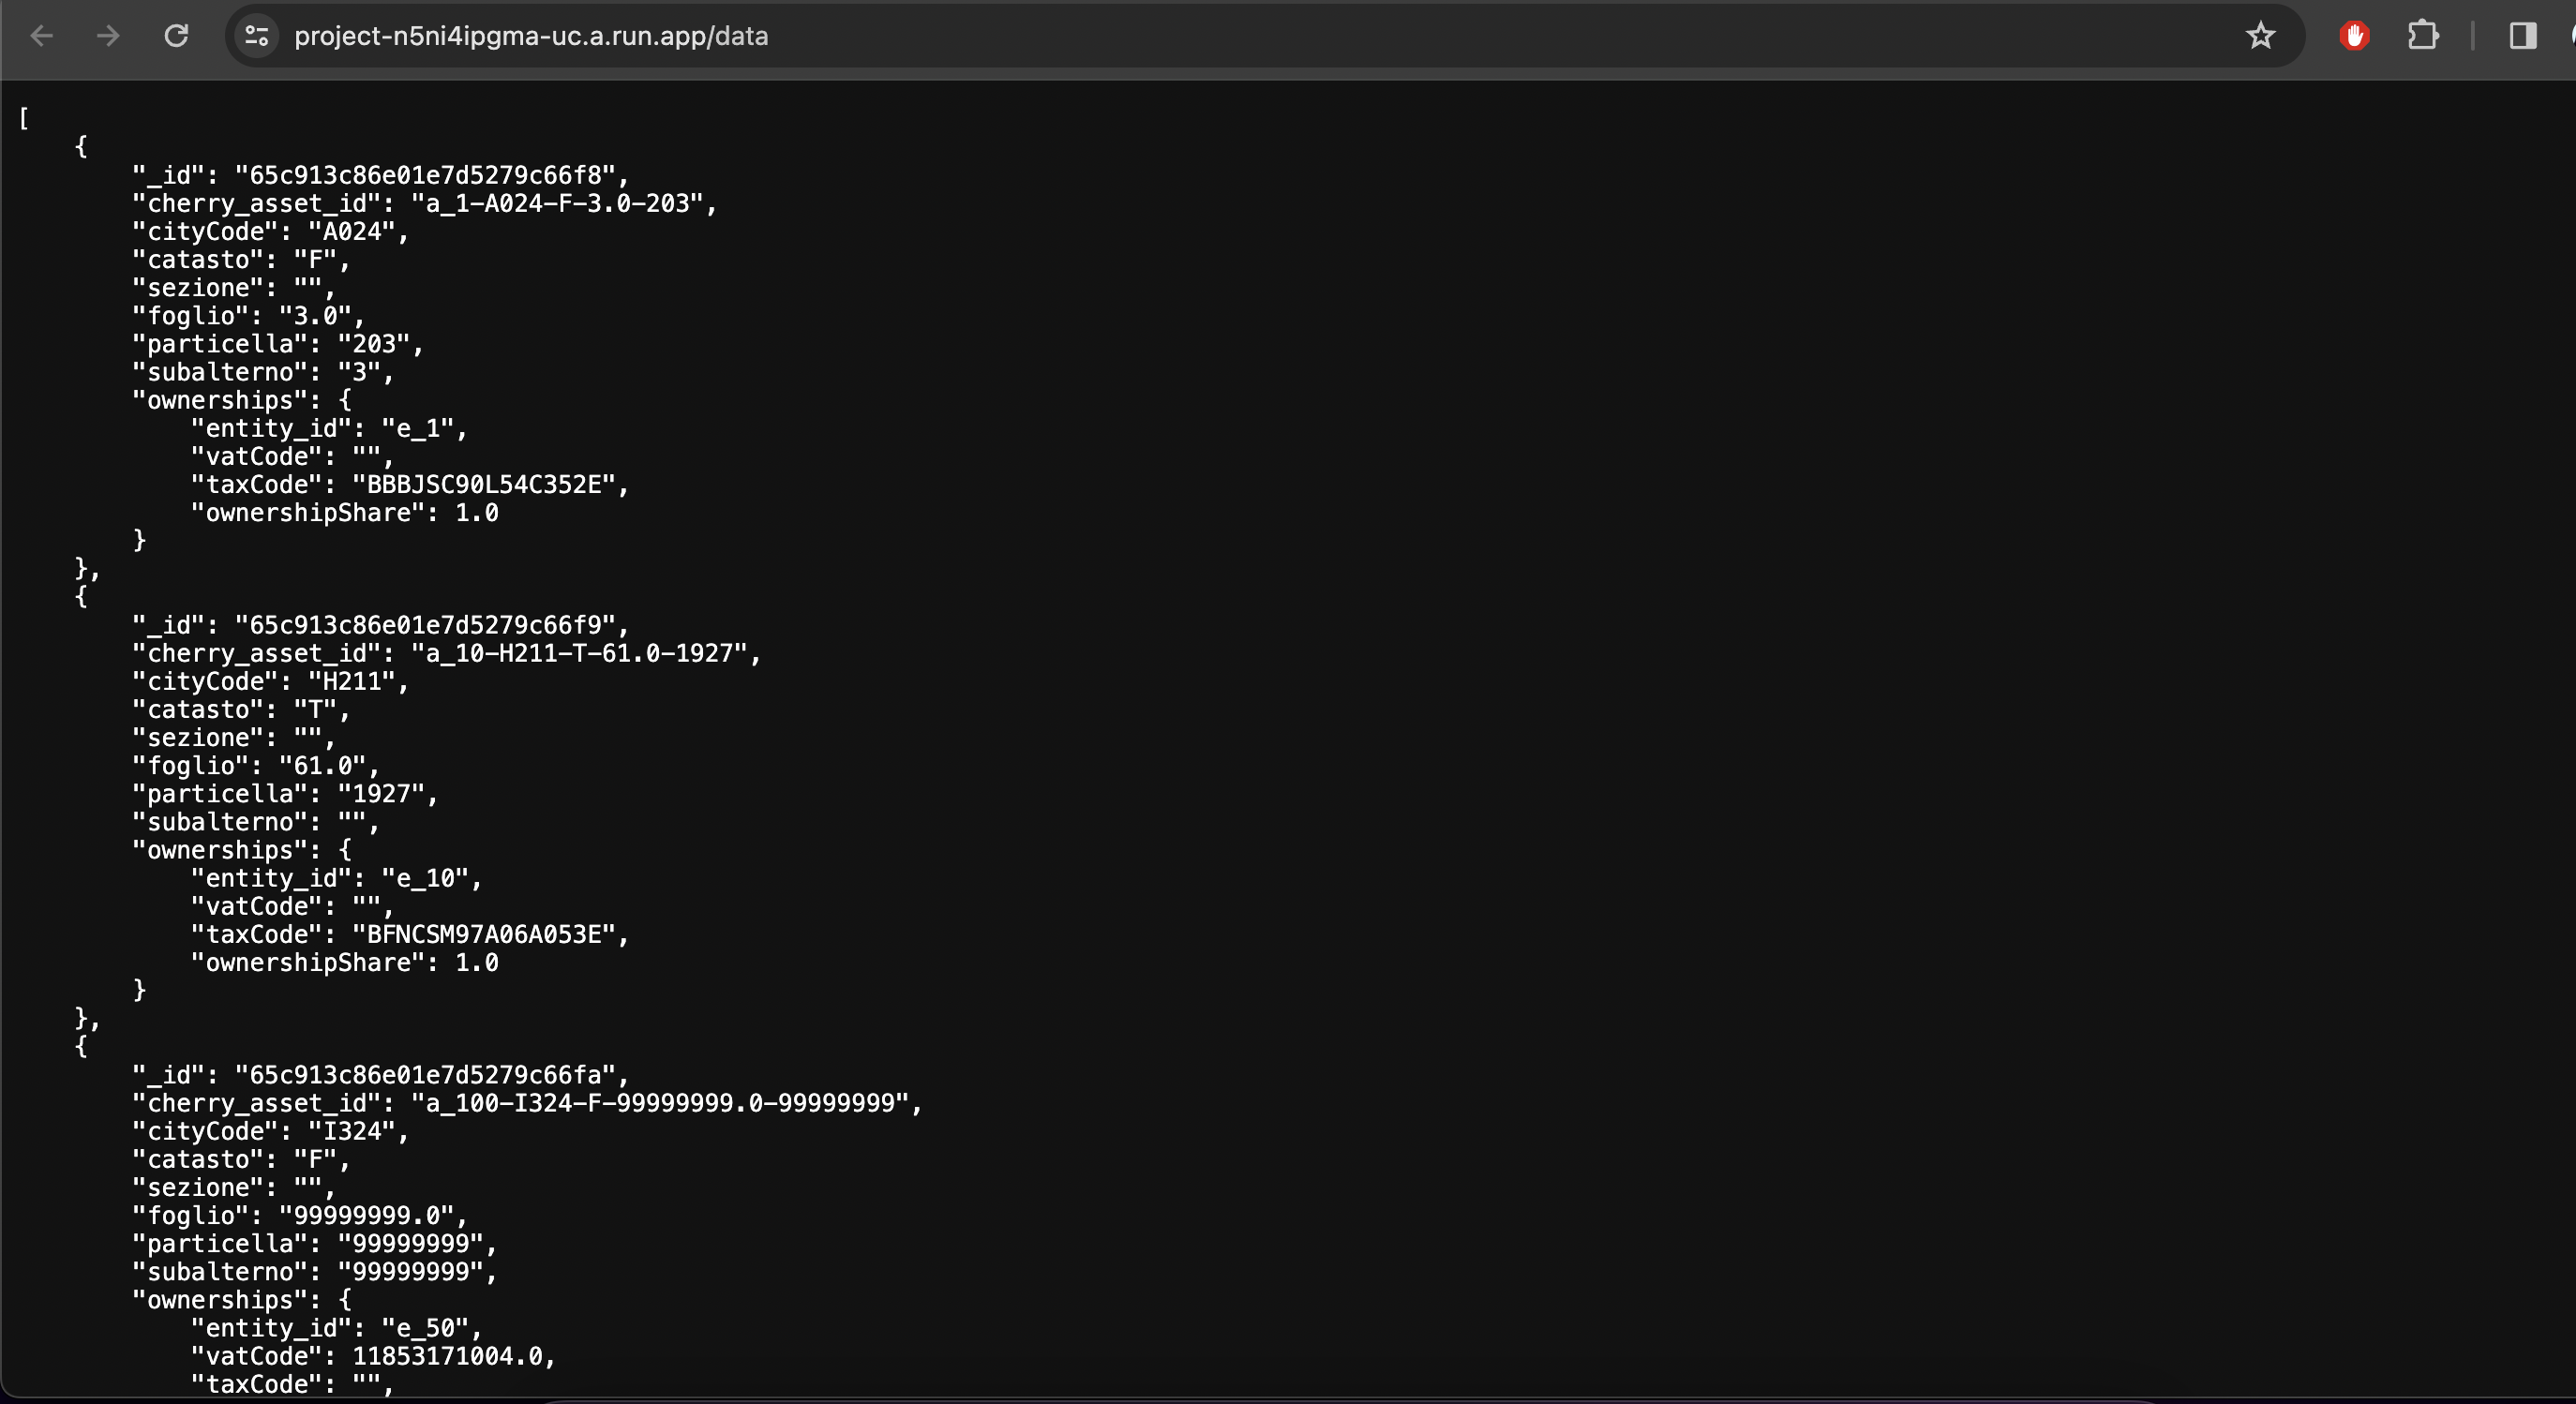 project-n5ni4ipgma-uc.a.run.app/data
[
    {
        "_id": "65c913c86e01e7d5279c66f8",
        "cherry_asset_id": "a_1-A024-F-3.0-203",
        "cityCode": "A024",
        "catasto": "F",
        "sezione": "",
        "foglio": "3.0",
        "particella": "203",
        "subalterno": "3",
        "ownerships": {
            "entity_id": "e_1",
            "vatCode": "",
            "taxCode": "BBBJSC90L54C352E",
            "ownershipShare": 1.0
        }
    },
    {
        "_id": "65c913c86e01e7d5279c66f9",
        "cherry_asset_id": "a_10-H211-T-61.0-1927",
        "cityCode": "H211",
        "catasto": "T",
        "sezione": "",
        "foglio": "61.0",
        "particella": "1927",
        "subalterno": "",
        "ownerships": {
            "entity_id": "e_10",
            "vatCode": "",
            "taxCode": "BFNCSM97A06A053E",
            "ownershipShare": 1.0
        }
    },
    {
        "_id": "65c913c86e01e7d5279c66fa",
        "cherry_asset_id": "a_100-I324-F-99999999.0-99999999",
        "cityCode": "I324",
        "catasto": "F",
        "sezione": "",
        "foglio": "99999999.0",
        "particella": "99999999",
        "subalterno": "99999999",
        "ownerships": {
            "entity_id": "e_50",
            "vatCode": 11853171004.0,
            "taxCode": "",